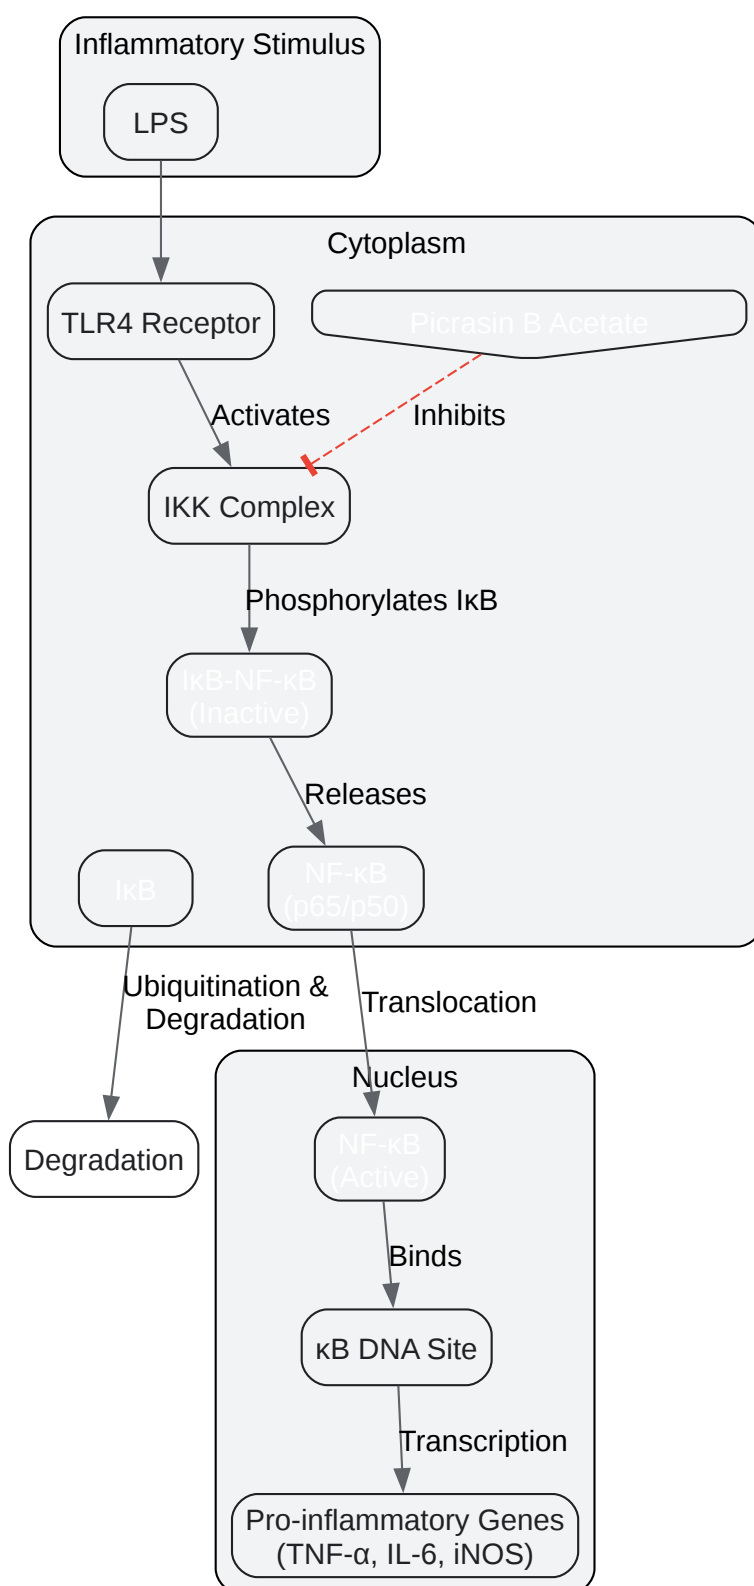 Inflammatory Stimulus
LPS
Cytoplasm
TLR4 Receptor
Picrasin B Acetate
Activates
Inhibits
IKK Complex
Phosphorylates IκB
IκB-NF-κB
(Inactive)
Releases
IκB
NF-κB
(p65/p50)
Ubiquitination &
Degradation
Translocation
Nucleus
Degradation
NF-κB
(Active)
Binds
κB DNA Site
Transcription
Pro-inflammatory Genes
(TNF-α, IL-6, iNOS)